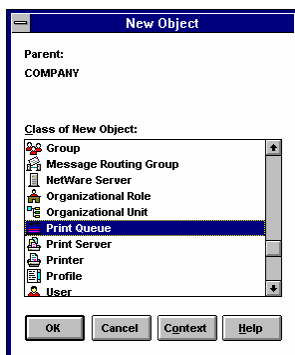 New Object
Parent:
COMPANY
Class of New Object:
Group
Message Routing Group
NetWare Server
Organizational Role
Organizational Unit
Print Queue
Print Server
Printer
Profile
User
OK Cancel Context Help